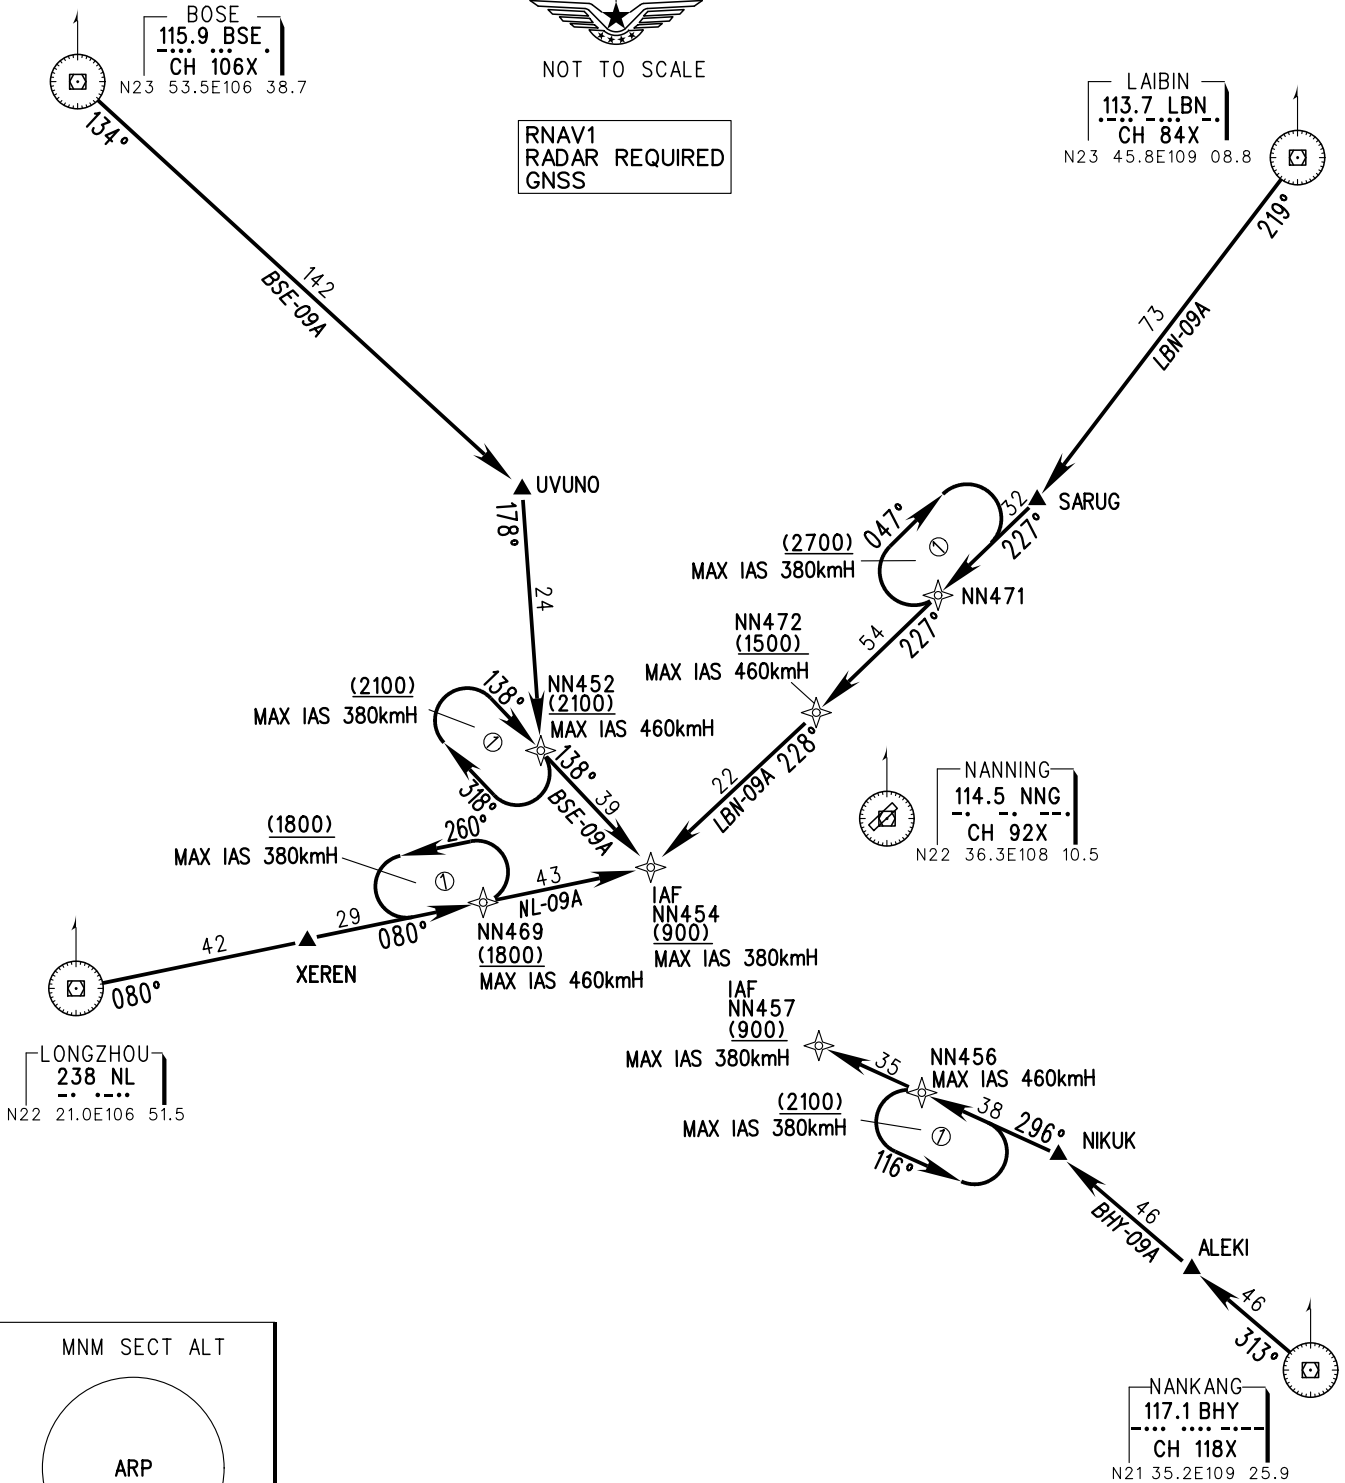 BOSE
115.9 BSE
CH 106X
N23 53.5E106 38.7
134°
NOT TO SCALE
RNAV1
RADAR REQUIRED
GNSS
LAIBIN
113.7 LBN
CH 84X
N23 45.8E109 08.8
219°
142
BSE-09A
73
LBN-09A
UVUNO
178°
24
SARUG
32
227°
047°
1
(2700)
MAX IAS 380kmH
NN471
227°
54
NN472
(1500)
MAX IAS 460kmH
228°
22
LBN-09A
(2100)
MAX IAS 380kmH
138°
1
318°
NN452
(2100)
MAX IAS 460kmH
138°
39
BSE-09A
NANNING
114.5 NNG
CH 92X
N22 36.3E108 10.5
(1800)
MAX IAS 380kmH
260°
1
43
NL-09A
IAF
NN454
(900)
MAX IAS 380kmH
42
29
080°
NN469
(1800)
MAX IAS 460kmH
XEREN
080°
LONGZHOU
238 NL
N22 21.0E106 51.5
IAF
NN457
(900)
MAX IAS 380kmH
35
NN456
MAX IAS 460kmH
38
296°
NIKUK
(2100)
MAX IAS 380kmH
1
116°
46
BHY-09A
ALEKI
46
313°
NANKANG
117.1 BHY
CH 118X
N21 35.2E109 25.9
MNM SECT ALT
ARP